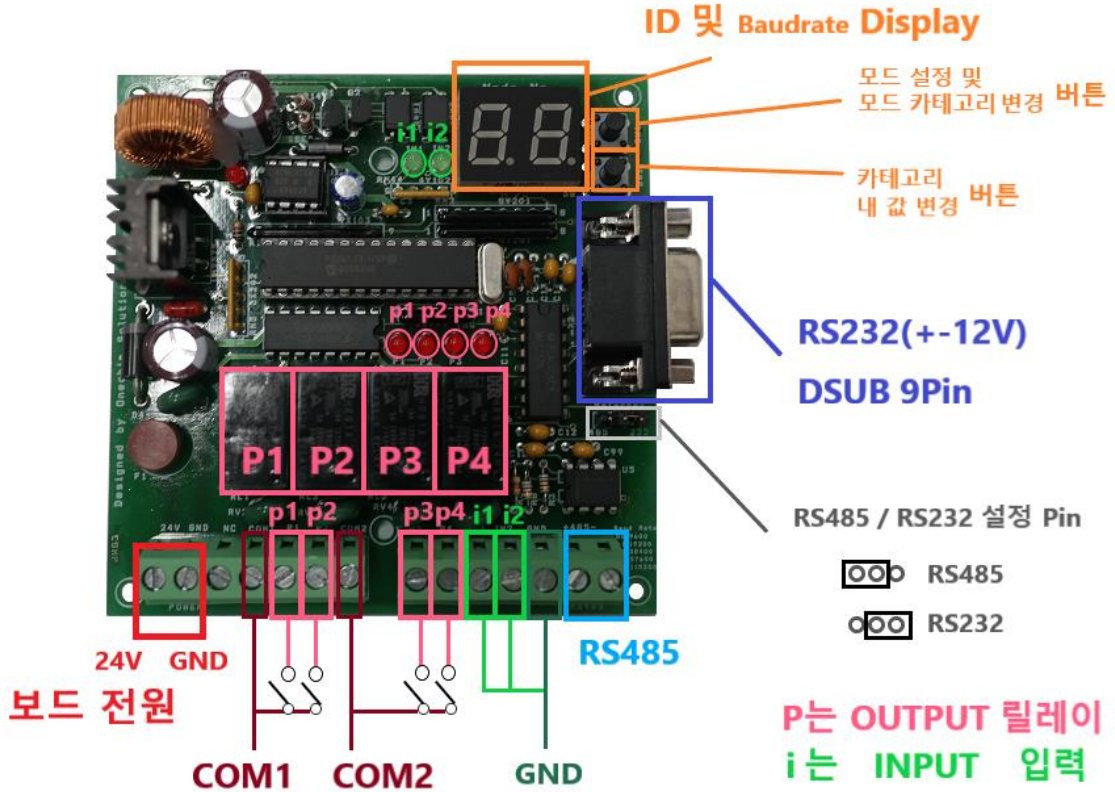 ID 및 Baudrate Display
모드 설정 및
모드 카테고리 변경 버튼
카테고리
내 값 변경 버튼
i1 i2
RS232(+-12V)
DSUB 9Pin
p1 p2 p3 p4
P1 P2 P3 P4
Designed by
F1
U5
RS485 / RS232 설정 Pin
RS485
RS232
p1 p2 p3 p4 i1 i2
24V GND NC
POWER
24V GND
보드 전원
RS485
COM1 COM2 GND
P는 OUTPUT 릴레이
i 는 INPUT 입력